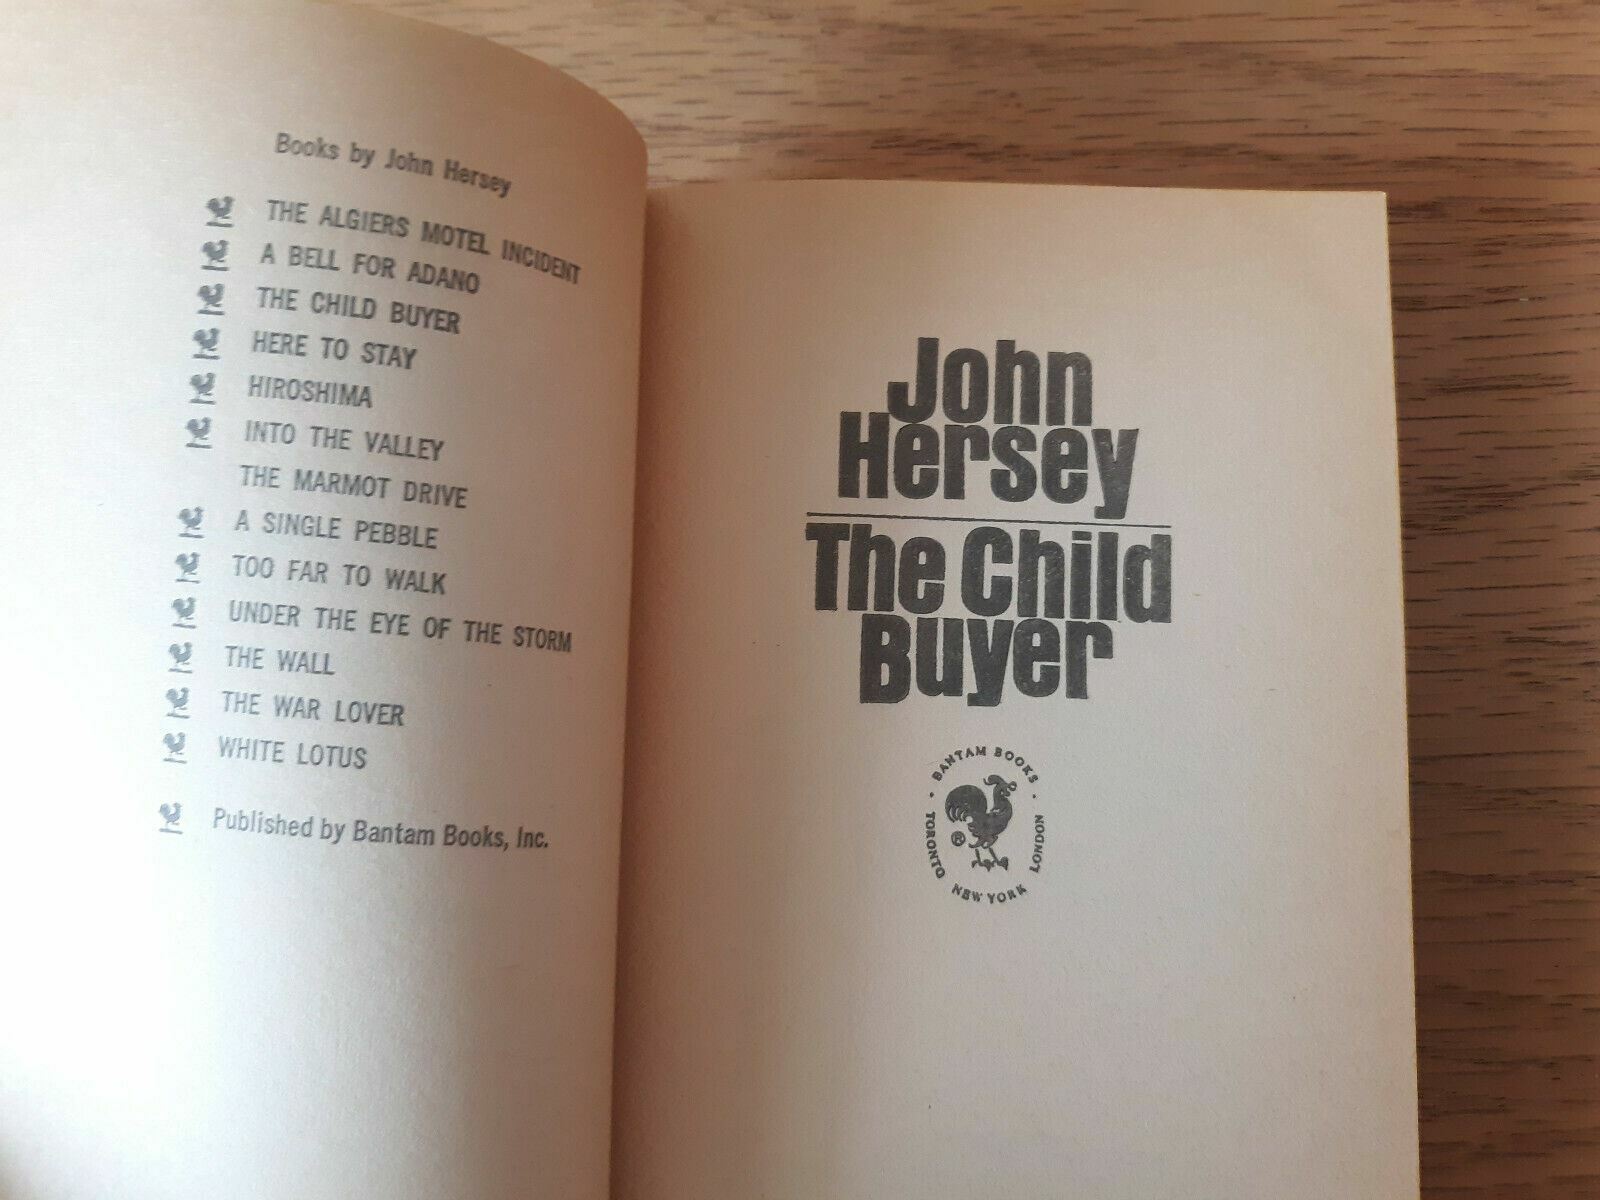 Books by John Hersey
THE ALGIERS MOTEL INCIDENT
A BELL FOR ADANO
THE CHILD BUYER
HERE TO STAY
HIROSHIMA
INTO THE VALLEY
THE MARMOT DRIVE
A SINGLE PEBBLE
TOO FAR TO WALK
UNDER THE EYE OF THE STORM
THE WALL
THE WAR LOVER
WHITE LOTUS
Published by Bantam Books, Inc.
John
Hersey
The Child
Buyer
· BANTAM BOOKS ·
TORONTO NEW YORK LONDON
®